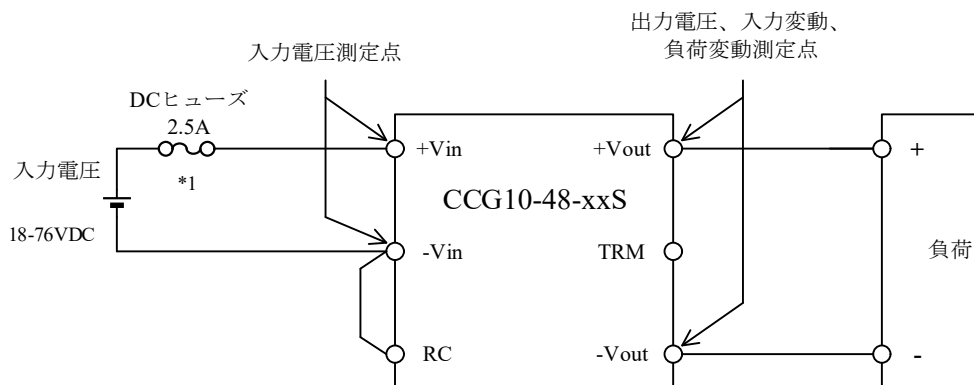 出力電圧、入力変動、
負荷変動測定点
入力電圧測定点
DCヒューズ
2.5A
*1
入力電圧
18-76VDC
+Vin
+Vout
+
CCG10-48-xxS
-Vin
TRM
負荷
RC
-Vout
-